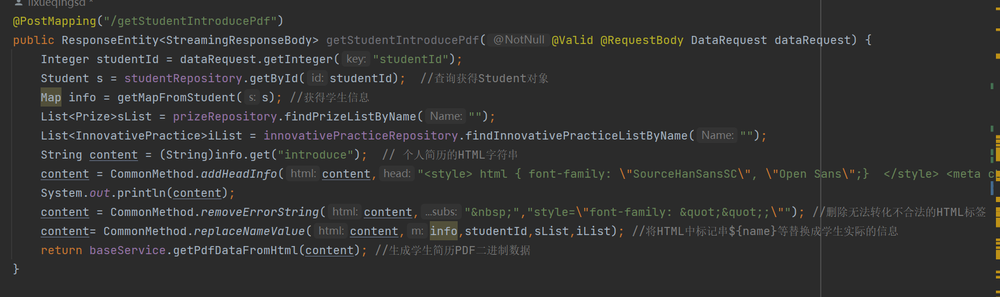 lixueqingsd *
@PostMapping("/getStudentIntroducePdf")
public ResponseEntity<StreamingResponseBody> getStudentIntroducePdf( @NotNull @Valid @RequestBody DataRequest dataRequest) {
Integer studentId = dataRequest.getInteger( key: "studentId");
Student s = studentRepository.getById( id: studentId);  //查询获得Student对象
Map info = getMapFromStudent( s: s); //获得学生信息
List<Prize>sList = prizeRepository.findPrizeListByName( Name: "");
List<InnovativePractice>iList = innovativePracticeRepository.findInnovativePracticeListByName( Name: "");
String content = (String)info.get("introduce");  // 个人简历的HTML字符串
content = CommonMethod.addHeadInfo( html: content, head: "<style> html { font-family: \"SourceHanSansSC\", \"Open Sans\";}  </style> <meta c
System.out.println(content);
content = CommonMethod.removeErrorString( html: content, ...subs: "&nbsp;","style=\"font-family: &quot;&quot;;\""); //删除无法转化不合法的HTML标签
content= CommonMethod.replaceNameValue( html: content, m: info,studentId,sList,iList); //将HTML中标记串${name}等替换成学生实际的信息
return baseService.getPdfDataFromHtml(content); //生成学生简历PDF二进制数据
}